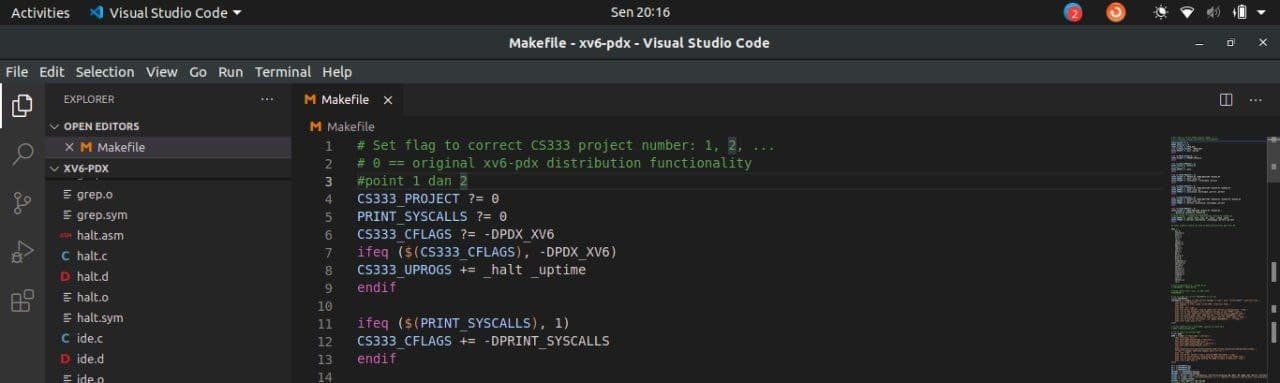 Activities Visual Studio Code Sen 20:16 2
Makefile - xv6-pdx - Visual Studio Code
File Edit Selection View Go Run Terminal Help
EXPLORER
OPEN EDITORS
Makefile
XV6-PDX
grep.o
grep.sym
halt.asm
halt.c
halt.d
halt.o
halt.sym
ide.c
ide.d
ide.o
Makefile
Makefile
1 # Set flag to correct CS333 project number: 1, 2, ...
2 # 0 == original xv6-pdx distribution functionality
3 #point 1 dan 2
4 CS333_PROJECT ?= 0
5 PRINT_SYSCALLS ?= 0
6 CS333_CFLAGS ?= -DPDX_XV6
7 ifeq ($(CS333_CFLAGS), -DPDX_XV6)
8 CS333_UPROGS += _halt _uptime
9 endif
10
11 ifeq ($(PRINT_SYSCALLS), 1)
12 CS333_CFLAGS += -DPRINT_SYSCALLS
13 endif
14